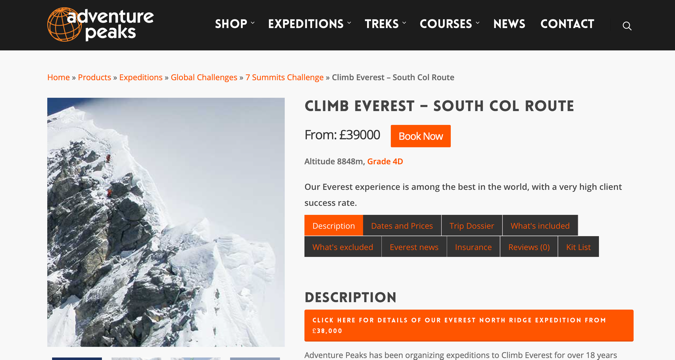 adventure
peaks
SHOP EXPEDITIONS TREKS COURSES NEWS CONTACT
Home » Products » Expeditions » Global Challenges » 7 Summits Challenge » Climb Everest – South Col Route
CLIMB EVEREST – SOUTH COL ROUTE
From: £39000 Book Now
Altitude 8848m, Grade 4D
Our Everest experience is among the best in the world, with a very high client
success rate.
Description Dates and Prices Trip Dossier What's included
What's excluded Everest news Insurance Reviews (0) Kit List
DESCRIPTION
CLICK HERE FOR DETAILS OF OUR EVEREST NORTH RIDGE EXPEDITION FROM
£38,000
Adventure Peaks has been organizing expeditions to Climb Everest for over 18 years